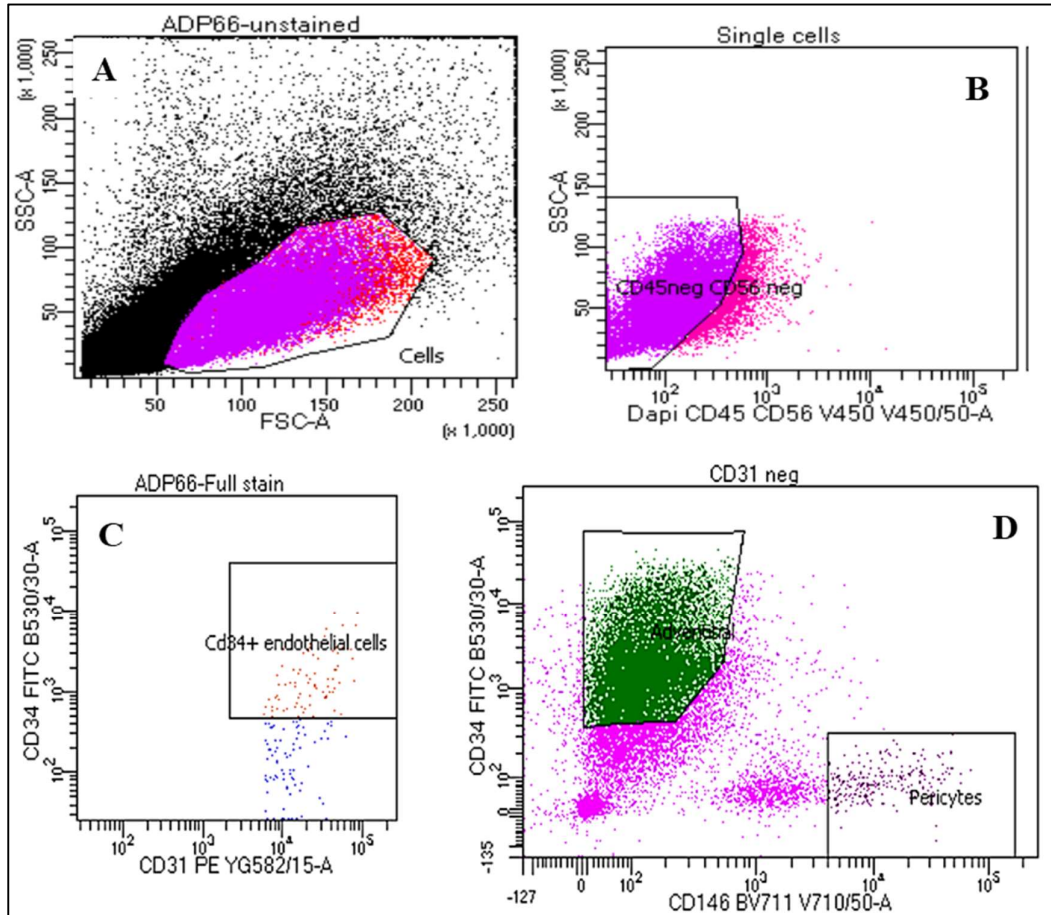 ADP66-unstained
A
(x 1,000)
250
200
150
100
50
SSC-A
Cells
50 100 150 200 250
FSC-A
(x 1,000)
Single cells
B
(x 1,000)
250
200
150
100
50
SSC-A
CD45neg CD56 neg
10² 10³ 10⁴ 10⁵
Dapi CD45 CD56 V450 V450/50-A
ADP66-Full stain
C
10⁵
10⁴
10³
10²
CD34 FITC B530/30-A
Cd34+ endothelial cells
10² 10³ 10⁴ 10⁵
CD31 PE YG582/15-A
CD31 neg
D
10⁵
10⁴
10³
10²
0
-135
CD34 FITC B530/30-A
Pericytes
-127 0 10² 10³ 10⁴ 10⁵
CD146 BV711 V710/50-A